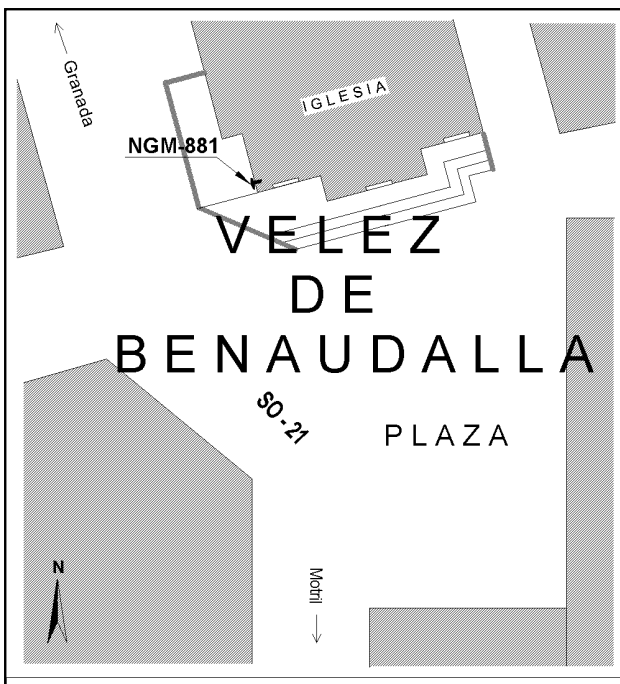 Granada
IGLESIA
NGM-881
VELEZ
DE
BENAUDALLA
SO-21
PLAZA
N
Motril